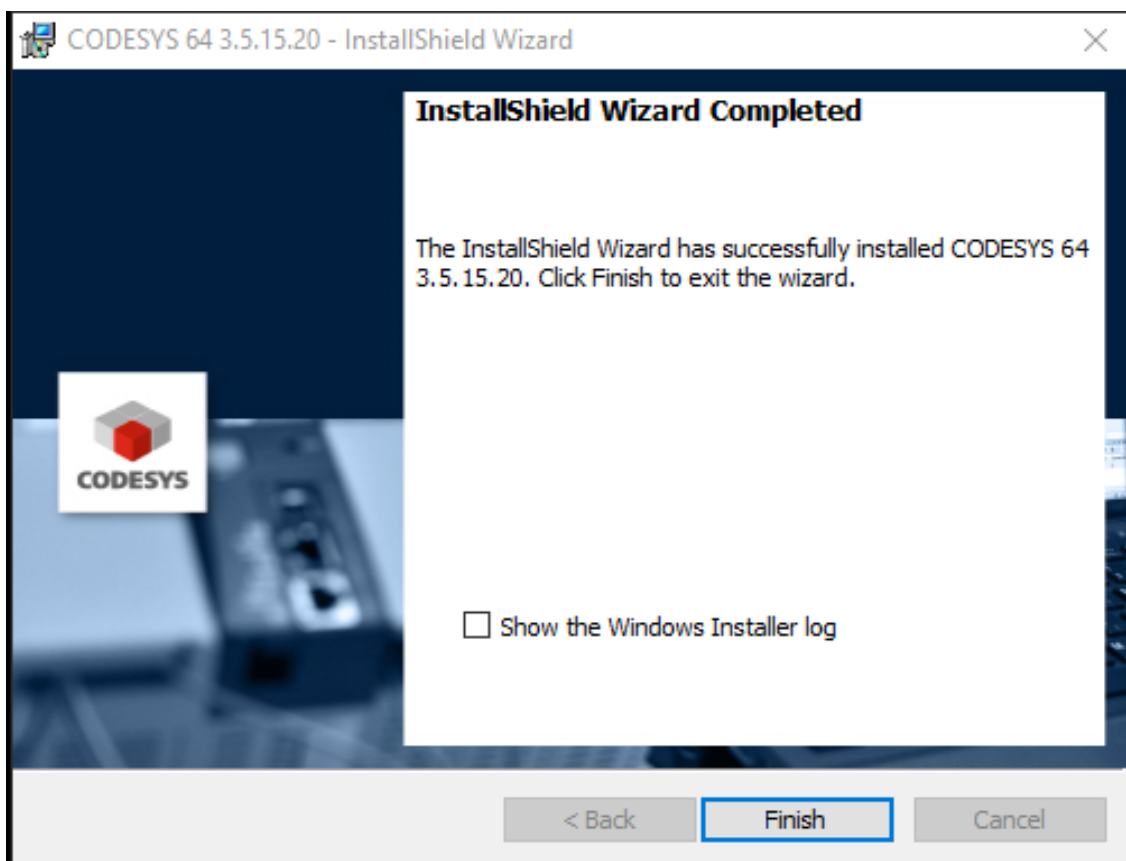 CODESYS 64 3.5.15.20 - InstallShield Wizard
InstallShield Wizard Completed
The InstallShield Wizard has successfully installed CODESYS 64
3.5.15.20. Click Finish to exit the wizard.
CODESYS
Show the Windows Installer log
< Back
Finish
Cancel